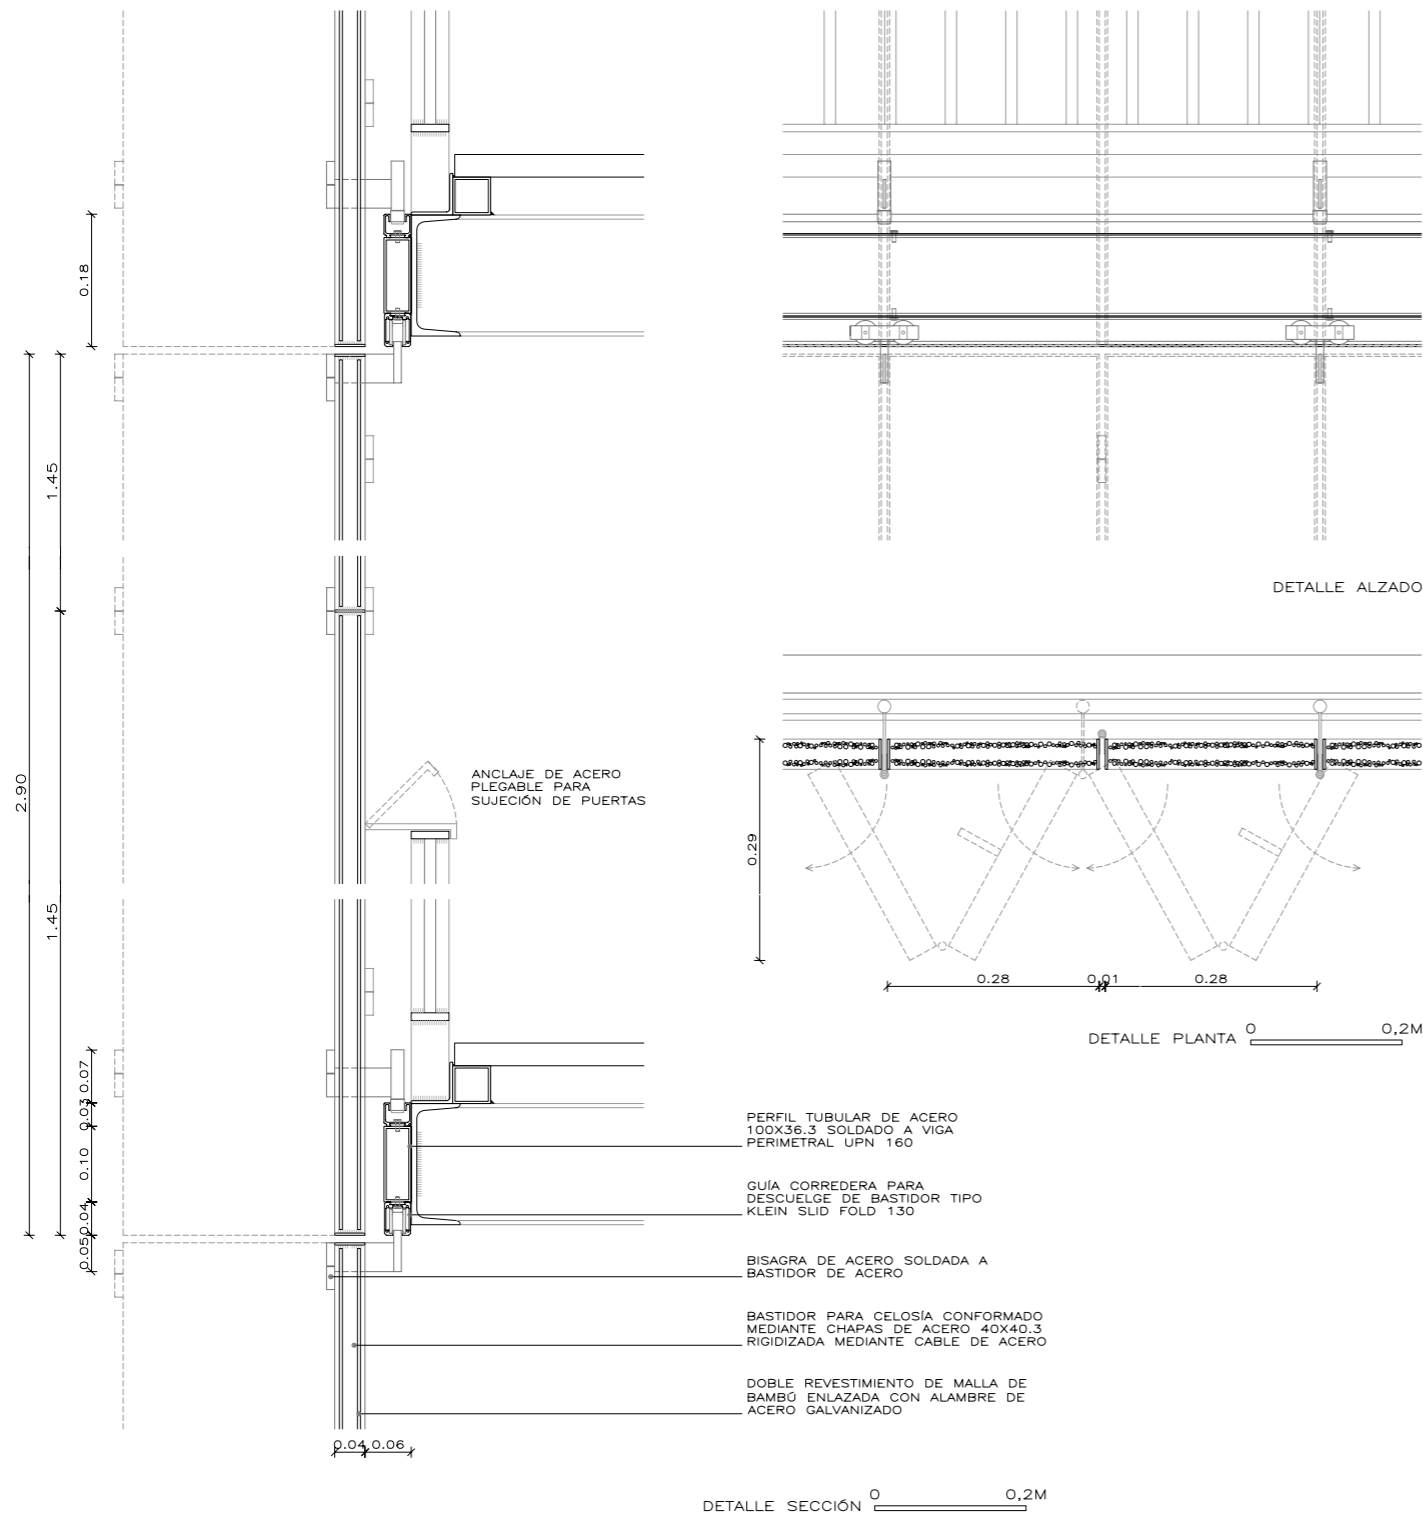 0.18
1.45
2.90
1.45
0.07
0.03
0.10
0.04
0.05
0.04 0.06
ANCLAJE DE ACERO
PLEGABLE PARA
SUJECIÓN DE PUERTAS
PERFIL TUBULAR DE ACERO
100X36.3 SOLDADO A VIGA
PERIMETRAL UPN 160
GUÍA CORREDERA PARA
DESCUELGE DE BASTIDOR TIPO
KLEIN SLID FOLD 130
BISAGRA DE ACERO SOLDADA A
BASTIDOR DE ACERO
BASTIDOR PARA CELOSÍA CONFORMADO
MEDIANTE CHAPAS DE ACERO 40X40.3
RIGIDIZADA MEDIANTE CABLE DE ACERO
DOBLE REVESTIMIENTO DE MALLA DE
BAMBÚ ENLAZADA CON ALAMBRE DE
ACERO GALVANIZADO
DETALLE SECCIÓN 0 0,2M
DETALLE ALZADO
0.29
0.28 0.01 0.28
DETALLE PLANTA 0 0,2M